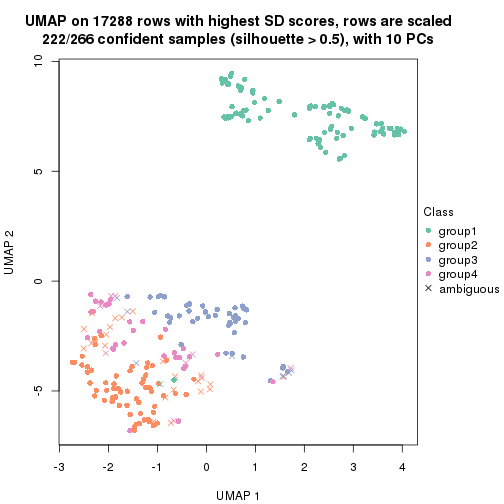 UMAP on 17288 rows with highest SD scores, rows are scaled
222/266 confident samples (silhouette > 0.5), with 10 PCs
10
5
0
-5
UMAP 2
-3 -2 -1 0 1 2 3 4
UMAP 1
Class
group1
group2
group3
group4
ambiguous